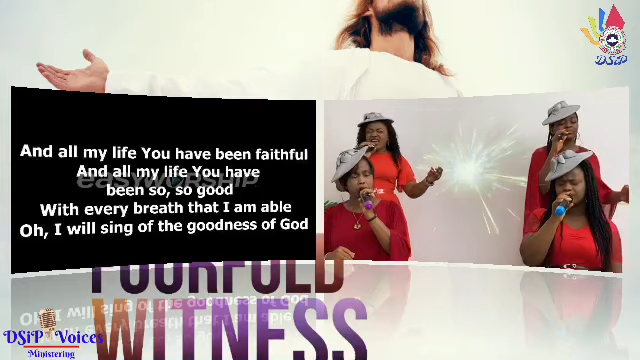 DSiP
And all my life You have been faithful
And all my life You have
been so, so good
With every breath that I am able
Oh, I will sing of the goodness of God
easyworship
FOURFOLD
WITNESS
DSiP Voices
Ministering